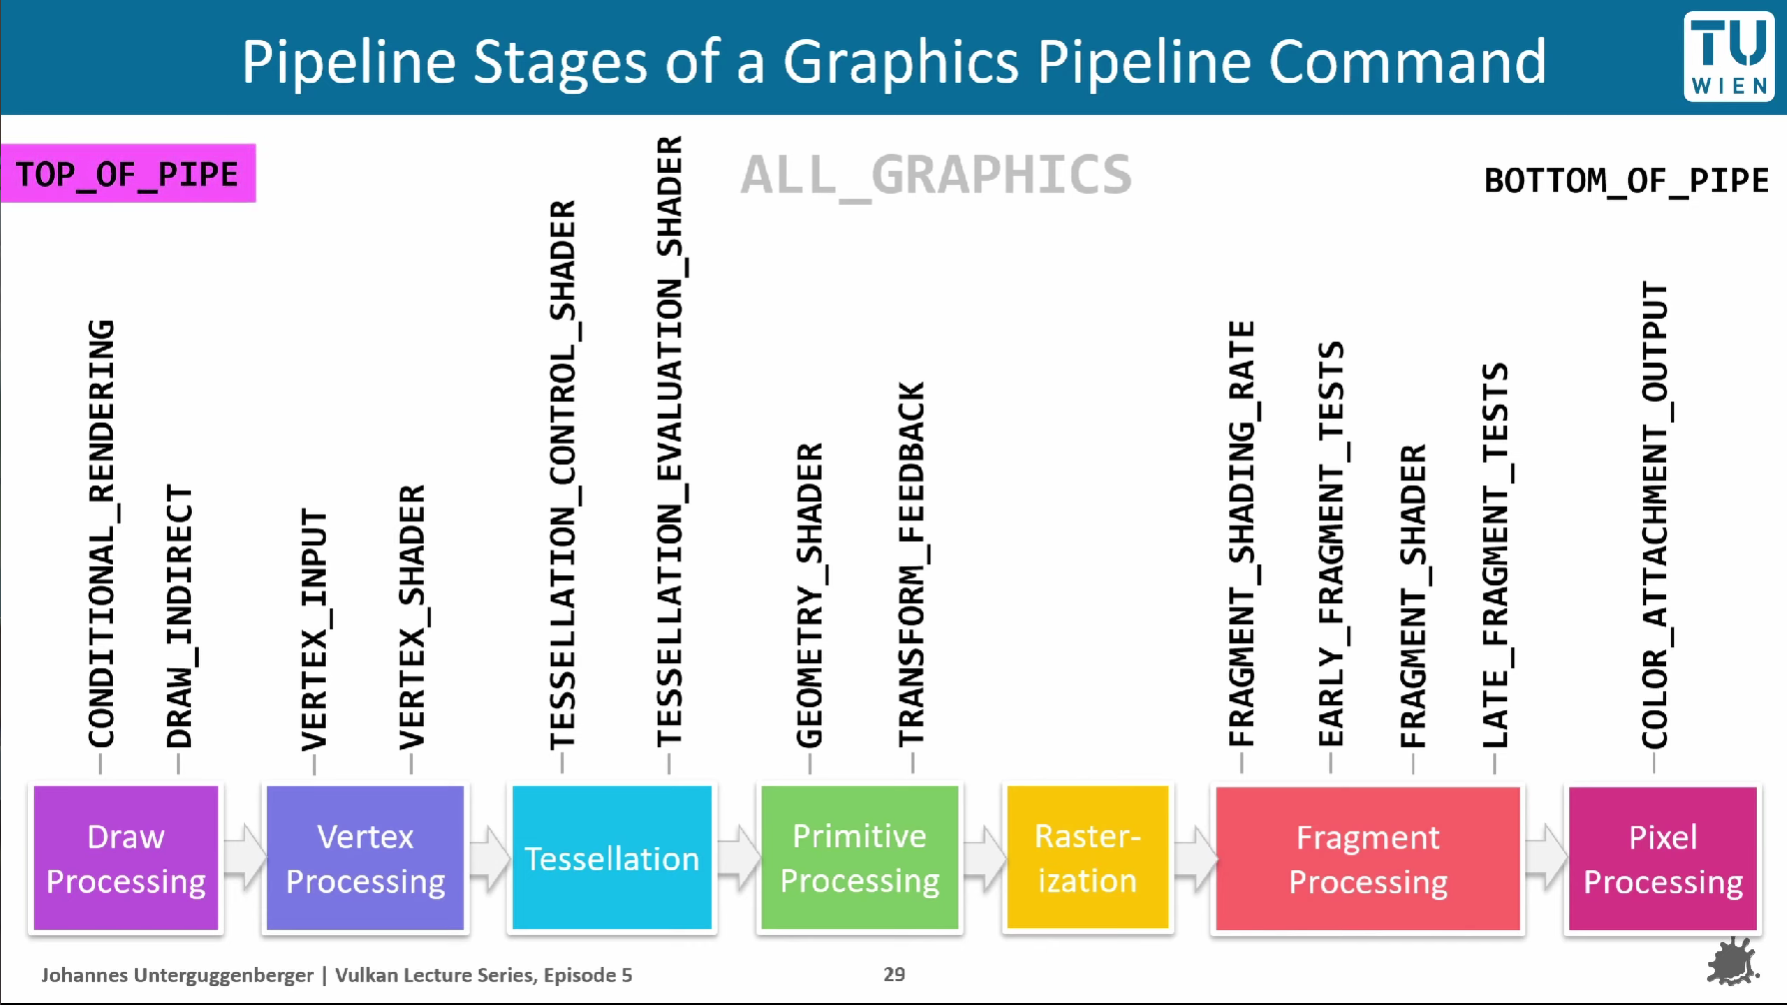 Pipeline Stages of a Graphics Pipeline Command
TU
WIEN
TOP_OF_PIPE
ALL_GRAPHICS
BOTTOM_OF_PIPE
CONDITIONAL_RENDERING
DRAW_INDIRECT
VERTEX_INPUT
VERTEX_SHADER
TESSELLATION_CONTROL_SHADER
TESSELLATION_EVALUATION_SHADER
GEOMETRY_SHADER
TRANSFORM_FEEDBACK
FRAGMENT_SHADING_RATE
EARLY_FRAGMENT_TESTS
FRAGMENT_SHADER
LATE_FRAGMENT_TESTS
COLOR_ATTACHMENT_OUTPUT
Draw
Processing
Vertex
Processing
Tessellation
Primitive
Processing
Raster-
ization
Fragment
Processing
Pixel
Processing
Johannes Unterguggenberger | Vulkan Lecture Series, Episode 5
29